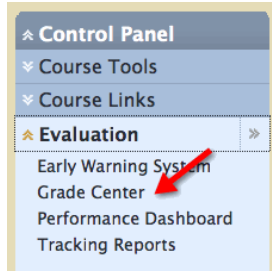 Control Panel
Course Tools
Course Links
Evaluation
Early Warning System
Grade Center
Performance Dashboard
Tracking Reports